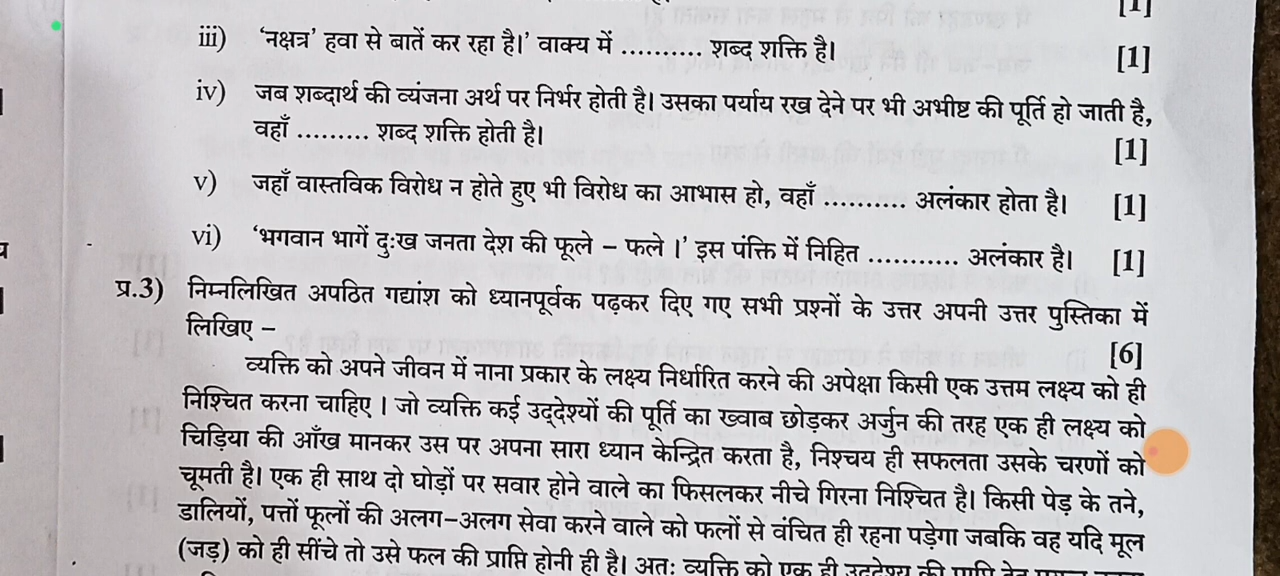 [1]
iii) 'नक्षत्र' हवा से बातें कर रहा है।' वाक्य में .......... शब्द शक्ति है। [1]
iv) जब शब्दार्थ की व्यंजना अर्थ पर निर्भर होती है। उसका पर्याय रख देने पर भी अभीष्ट की पूर्ति हो जाती है,
वहाँ ......... शब्द शक्ति होती है। [1]
v) जहाँ वास्तविक विरोध न होते हुए भी विरोध का आभास हो, वहाँ .......... अलंकार होता है। [1]
vi) 'भगवान भागें दुःख जनता देश की फूले – फले ।' इस पंक्ति में निहित ........... अलंकार है। [1]
प्र.3) निम्नलिखित अपठित गद्यांश को ध्यानपूर्वक पढ़कर दिए गए सभी प्रश्नों के उत्तर अपनी उत्तर पुस्तिका में
लिखिए – [6]
व्यक्ति को अपने जीवन में नाना प्रकार के लक्ष्य निर्धारित करने की अपेक्षा किसी एक उत्तम लक्ष्य को ही
निश्चित करना चाहिए । जो व्यक्ति कई उद्देश्यों की पूर्ति का ख्वाब छोड़कर अर्जुन की तरह एक ही लक्ष्य को
चिड़िया की आँख मानकर उस पर अपना सारा ध्यान केन्द्रित करता है, निश्चय ही सफलता उसके चरणों को
चूमती है। एक ही साथ दो घोड़ों पर सवार होने वाले का फिसलकर नीचे गिरना निश्चित है। किसी पेड़ के तने,
डालियों, पत्तों फूलों की अलग-अलग सेवा करने वाले को फलों से वंचित ही रहना पड़ेगा जबकि वह यदि मूल
(जड़) को ही सींचे तो उसे फल की प्राप्ति होनी ही है। अतः व्यक्ति को एक ही उद्देश्य की प्राप्ति हेतु